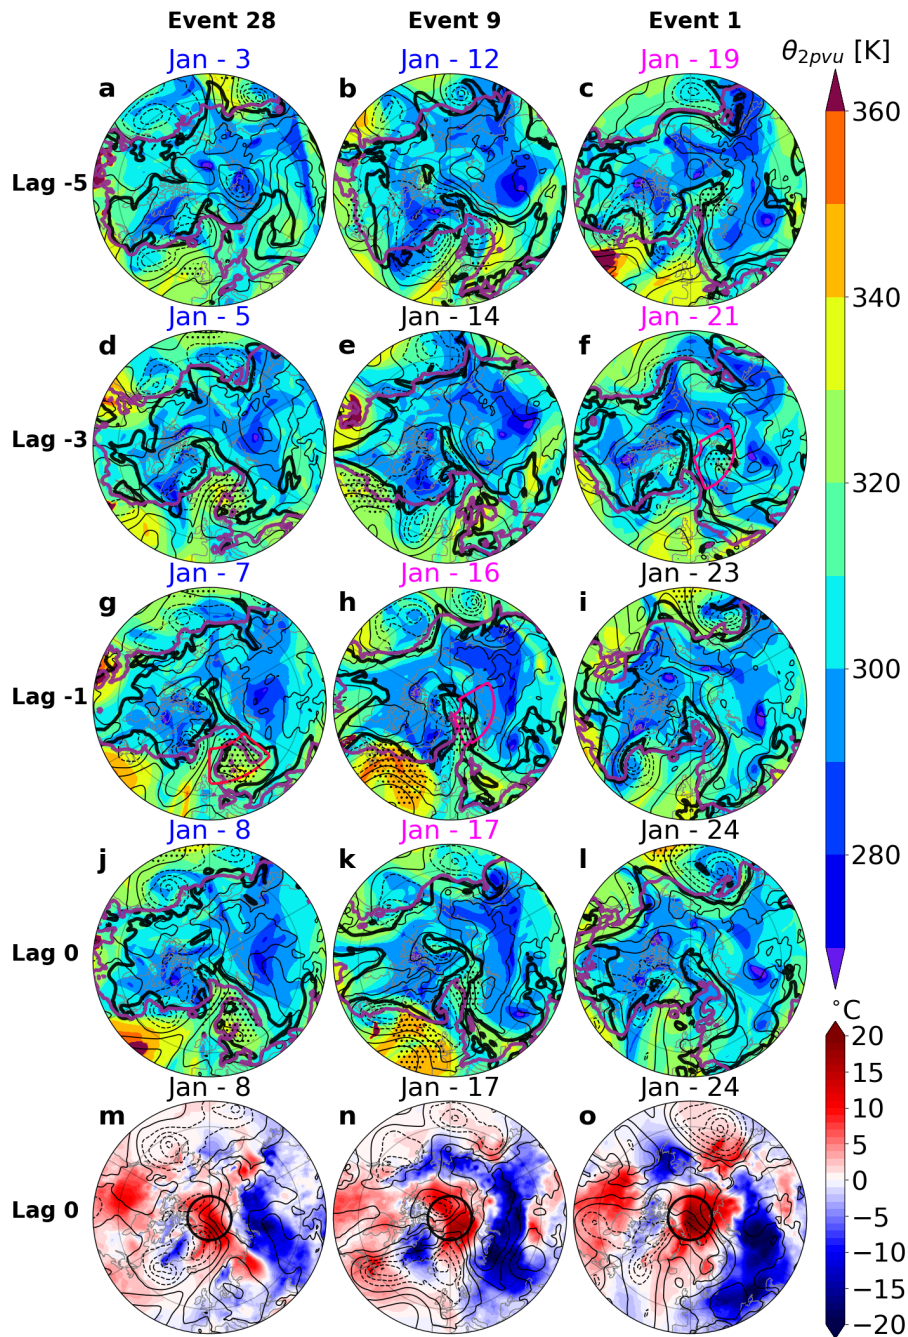 Event 28 Event 9 Event 1
Jan - 3 Jan - 12 Jan - 19 θ2pvu [K]
a b c
360
Lag -5
340
Jan - 5 Jan - 14 Jan - 21
d e f
Lag -3
320
Jan - 7 Jan - 16 Jan - 23
g h i
300
Lag -1
Jan - 8 Jan - 17 Jan - 24
j k l
280
Lag 0
°C
Jan - 8 Jan - 17 Jan - 24
m n o
20
15
10
5
Lag 0
0
−5
−10
−15
−20